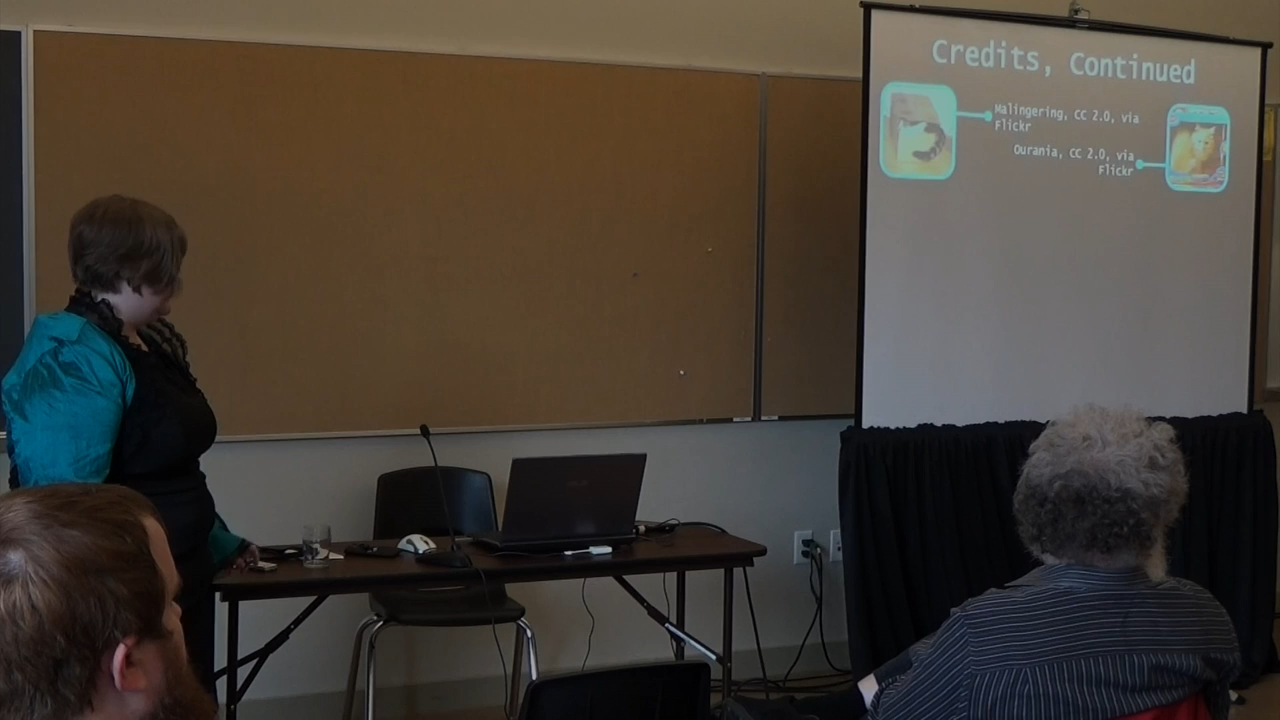 Credits, Continued
Malingering, CC 2.0, via
Flickr
Ourania, CC 2.0, via
Flickr